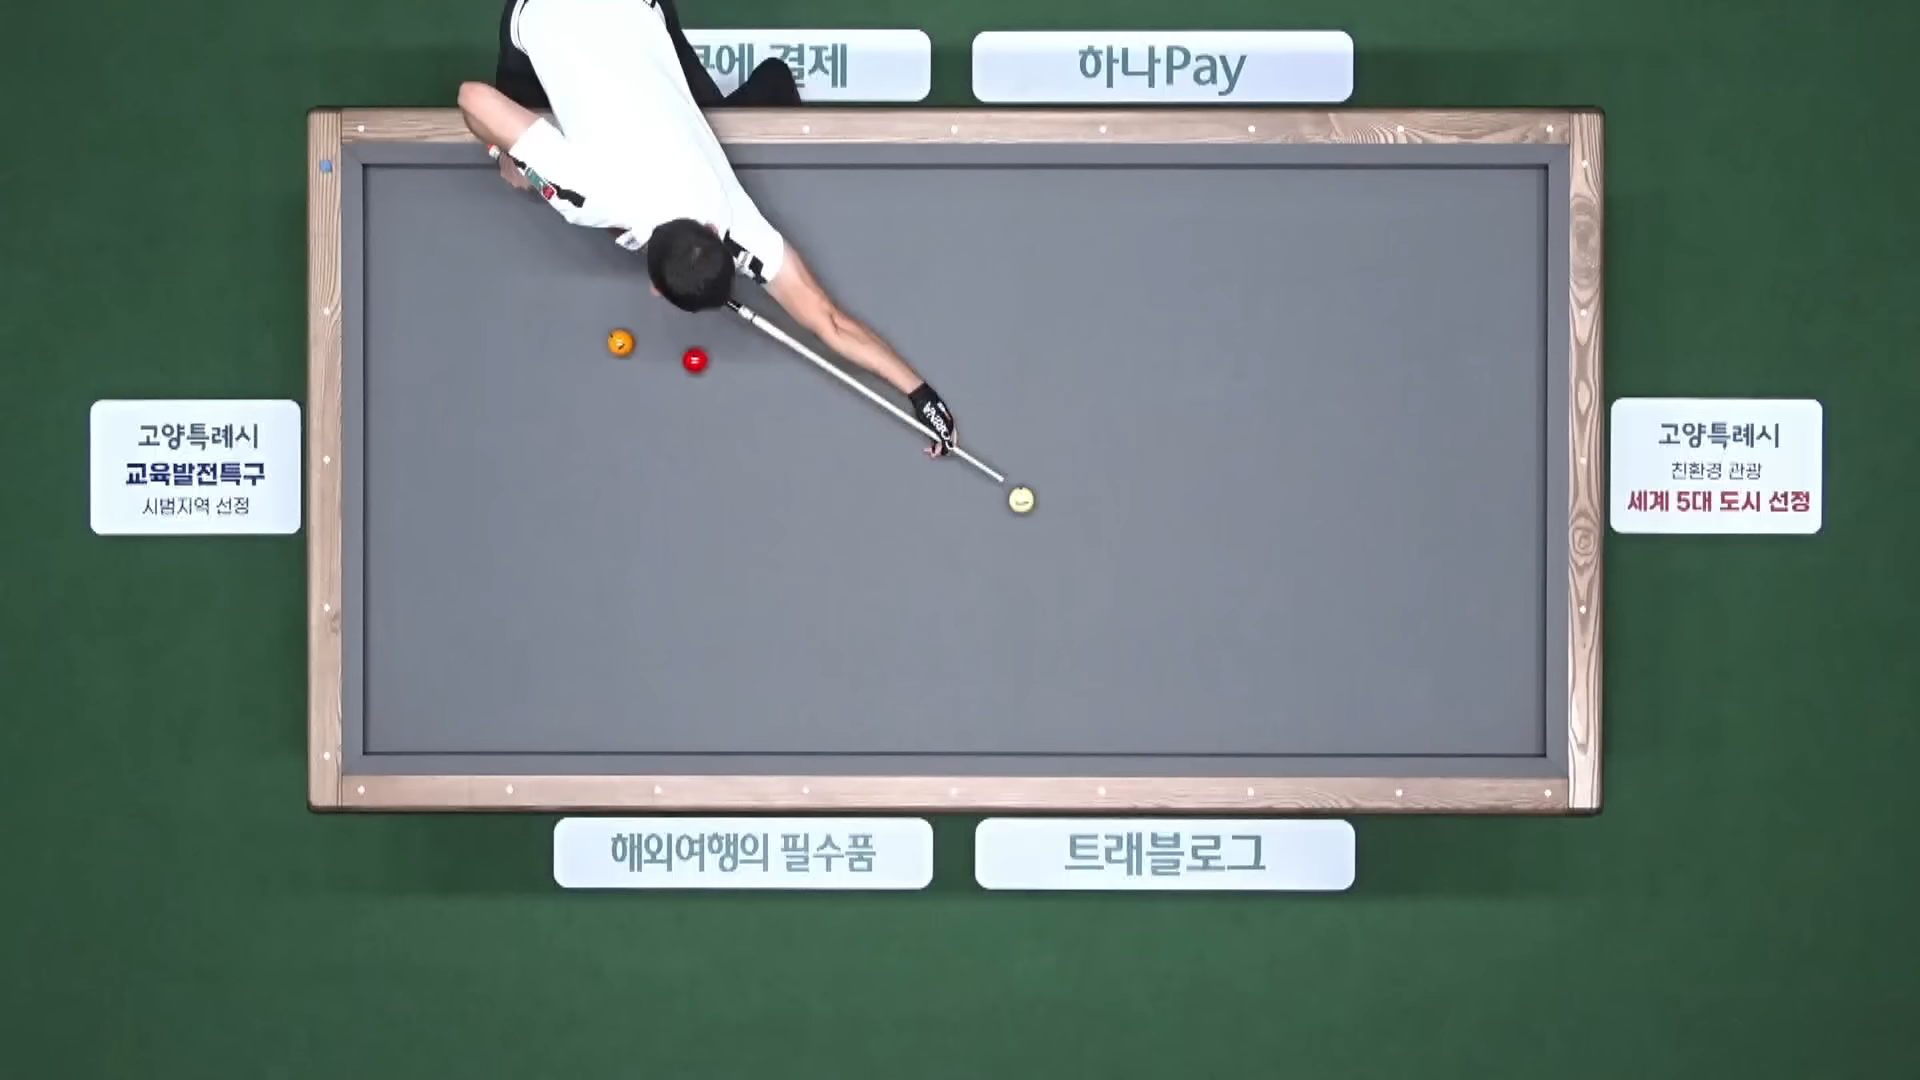 결제
하나Pay
고양특례시
교육발전특구
시범지역 선정
고양특례시
친환경 관광
세계 5대 도시 선정
해외여행의 필수품
트래블로그